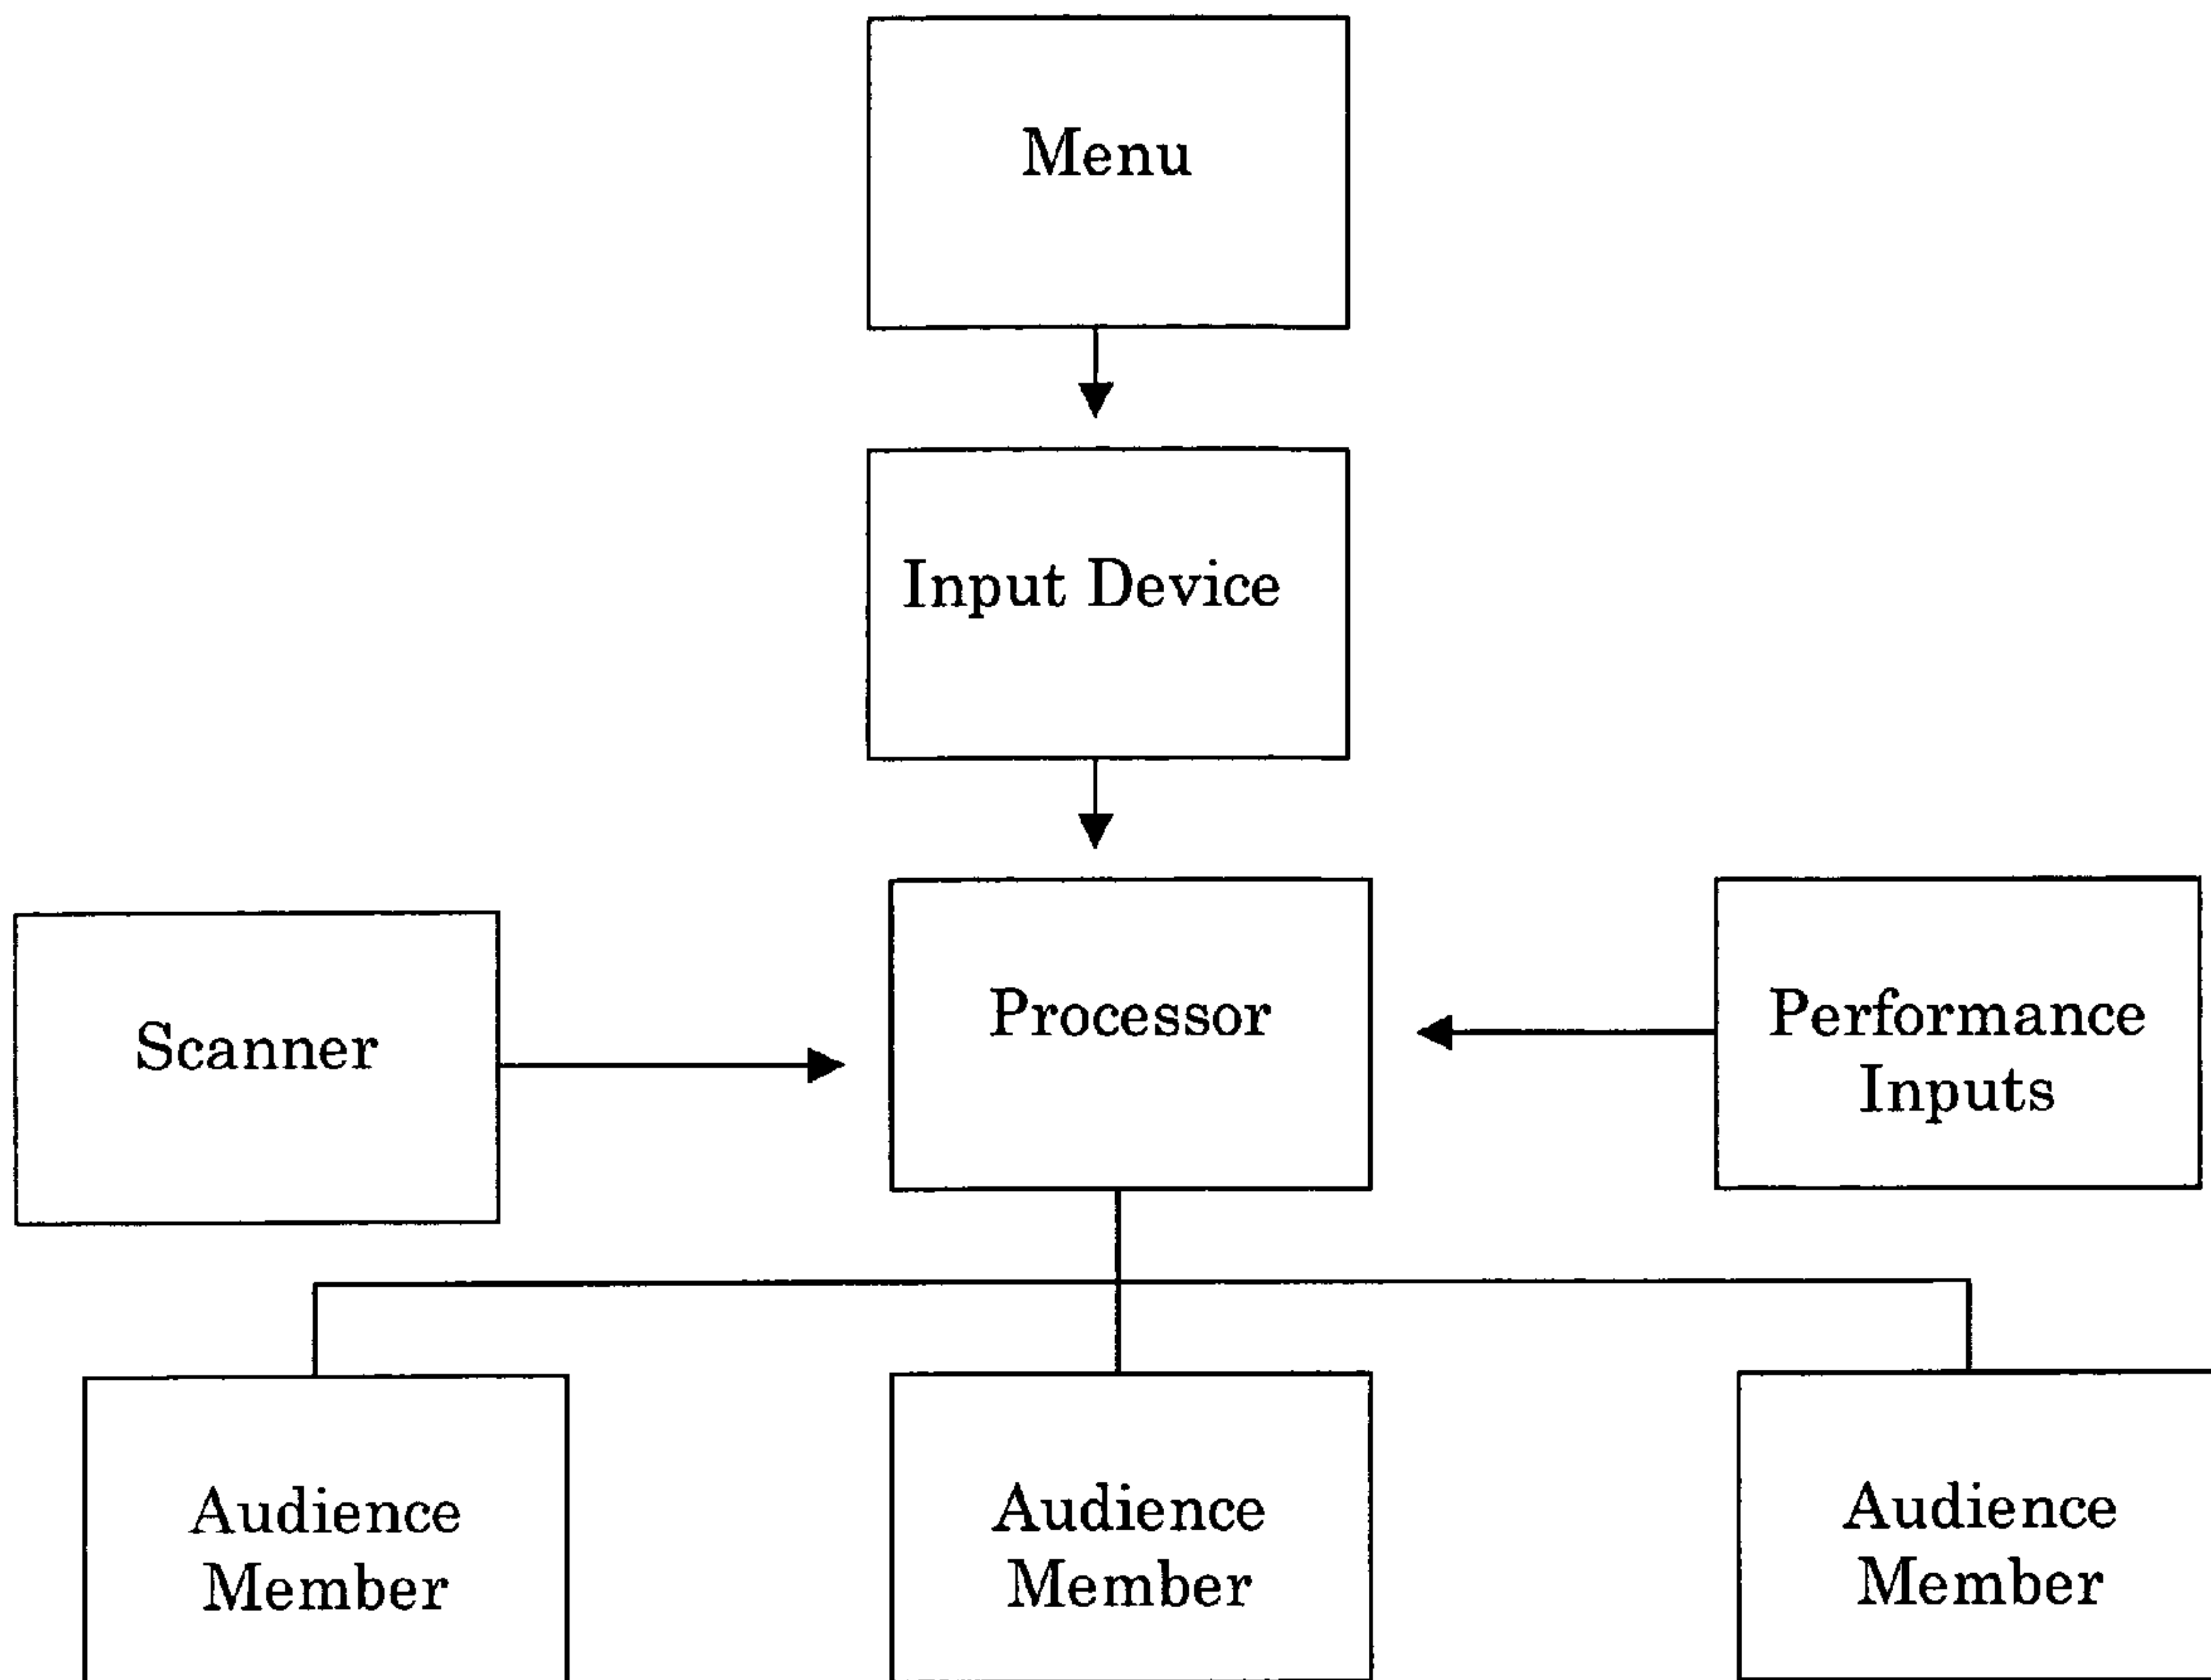 Menu
Input Device
Scanner
Processor
Performance
Inputs
Audience
Member
Audience
Member
Audience
Member